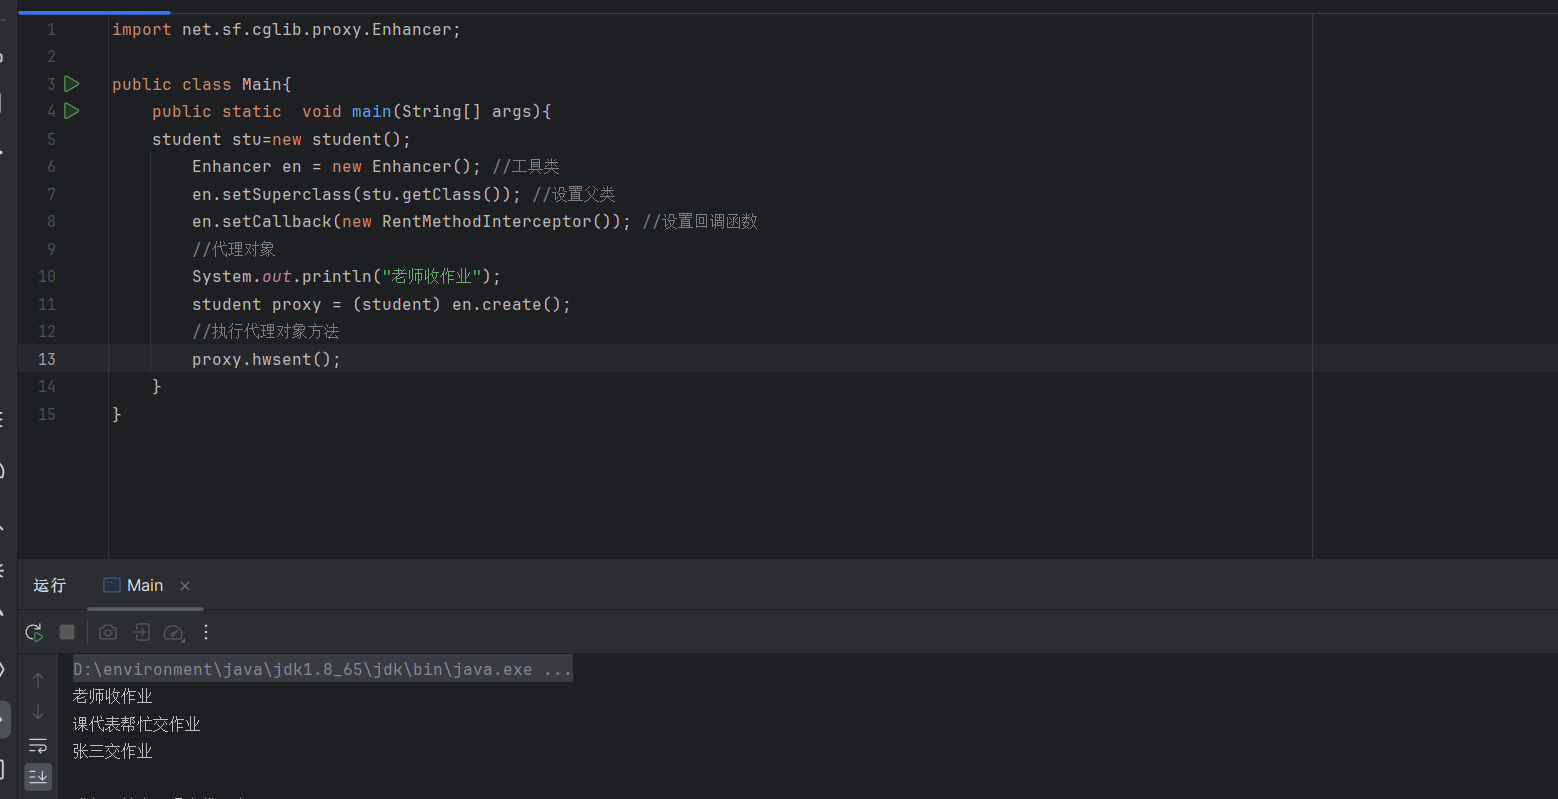 1 import net.sf.cglib.proxy.Enhancer;
2
3 public class Main{
4 public static  void main(String[] args){
5 student stu=new student();
6 Enhancer en = new Enhancer(); //工具类
7 en.setSuperclass(stu.getClass()); //设置父类
8 en.setCallback(new RentMethodInterceptor()); //设置回调函数
9 //代理对象
10 System.out.println("老师收作业");
11 student proxy = (student) en.create();
12 //执行代理对象方法
13 proxy.hwsent();
14 }
15 }
运行 Main
D:\environment\java\jdk1.8_65\jdk\bin\java.exe ...
老师收作业
课代表帮忙交作业
张三交作业